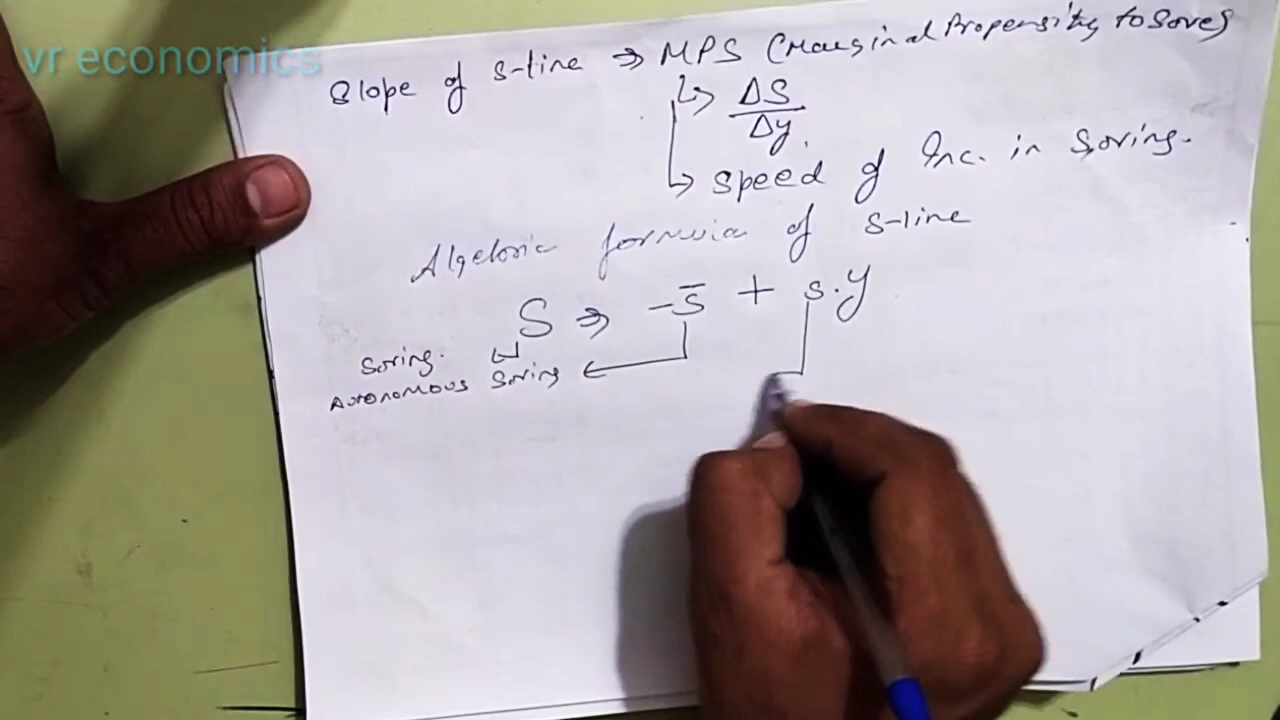 vr economics
Slope of S-line ⇒ MPS (Marginal Propensity to Saves)
↳ ΔS/Δy.
↳ Speed of Inc. in Saving.
Algebric formula of S-line
S ⇒ -s̄ + s.y
Saving.
Autonomous Saving